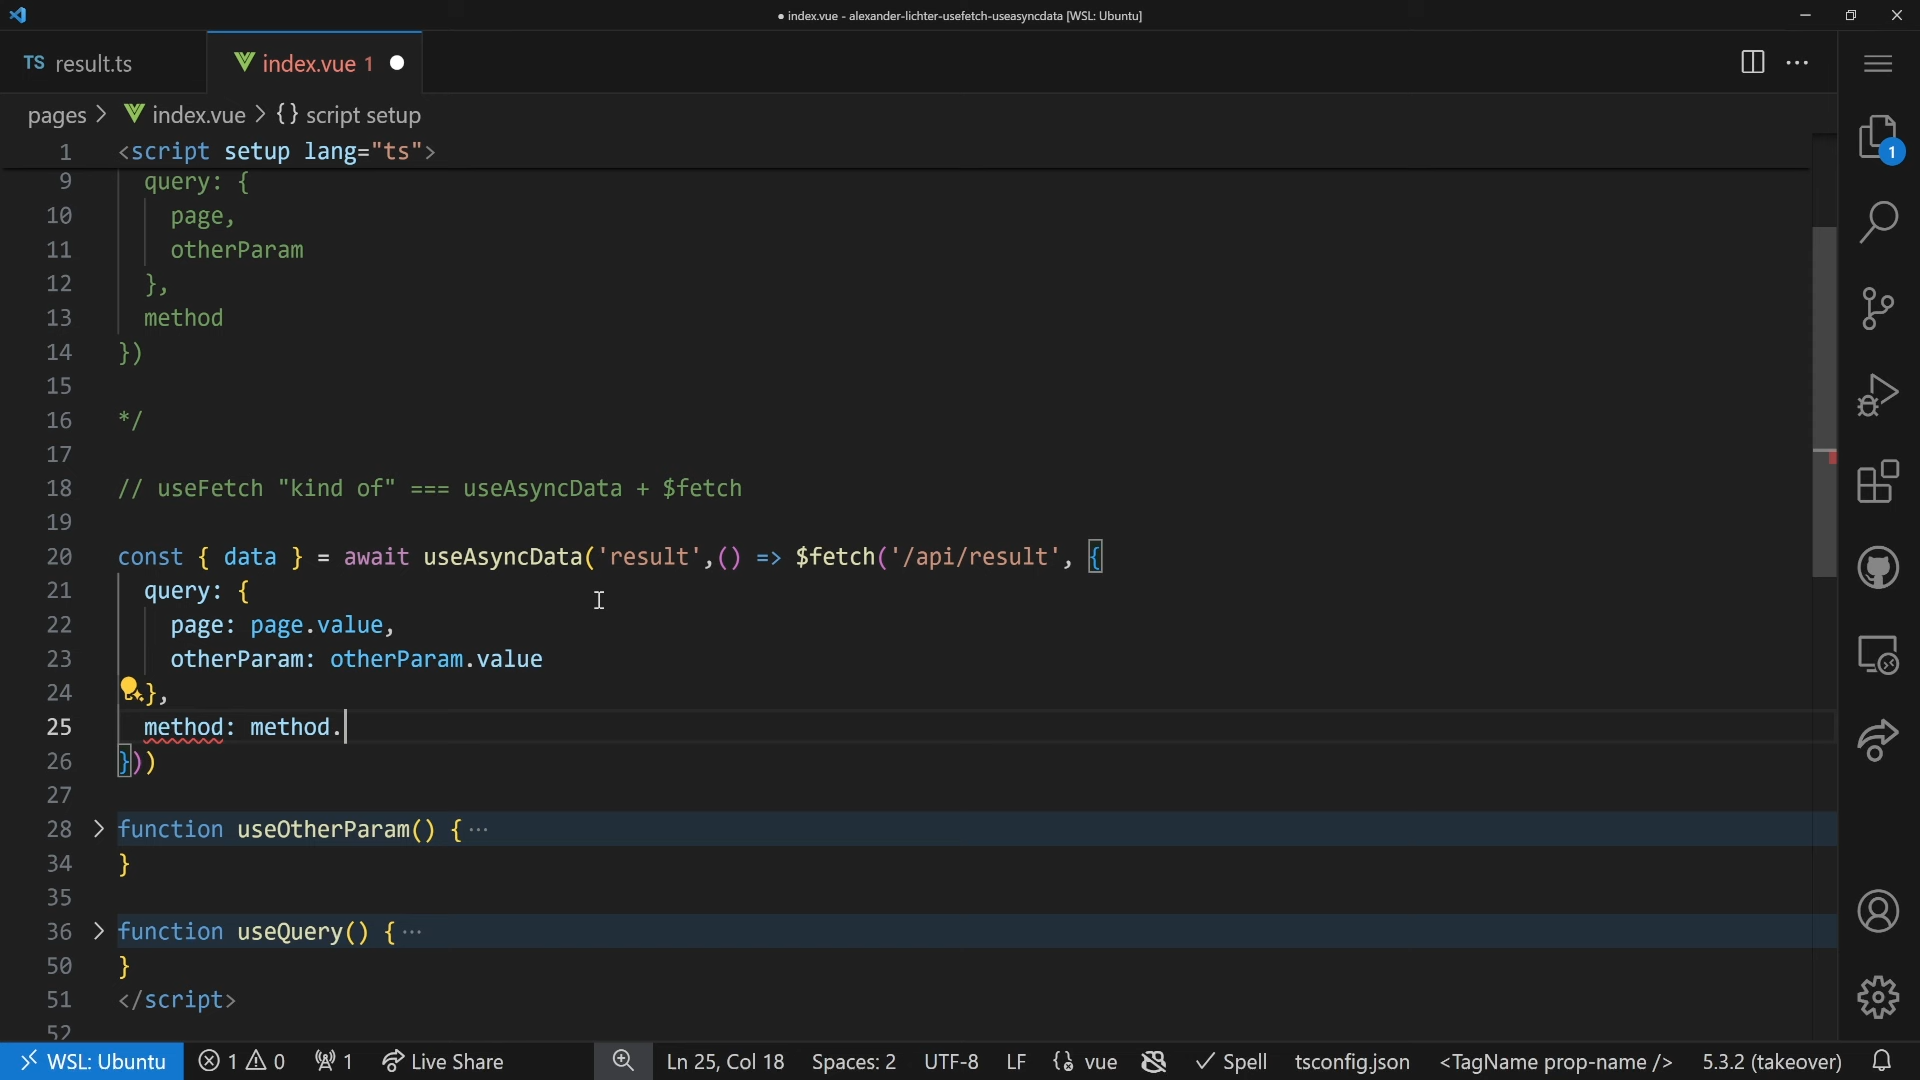 ● index.vue - alexander-lichter-usefetch-useasyncdata [WSL: Ubuntu]
TS result.ts
index.vue 1
pages > index.vue > {} script setup
1 <script setup lang="ts">
9 query: {
10 page,
11 otherParam
12 },
13 method
14 })
15
16 */
17
18 // useFetch "kind of" === useAsyncData + $fetch
19
20 const { data } = await useAsyncData('result',() => $fetch('/api/result', {
21 query: {
22 page: page.value,
23 otherParam: otherParam.value
24 },
25 method: method.
26 }))
27
28 function useOtherParam() {···
34 }
35
36 function useQuery() {···
50 }
51 </script>
52
1
WSL: Ubuntu 1 0 1 Live Share Ln 25, Col 18 Spaces: 2 UTF-8 LF vue Spell tsconfig.json <TagName prop-name /> 5.3.2 (takeover)